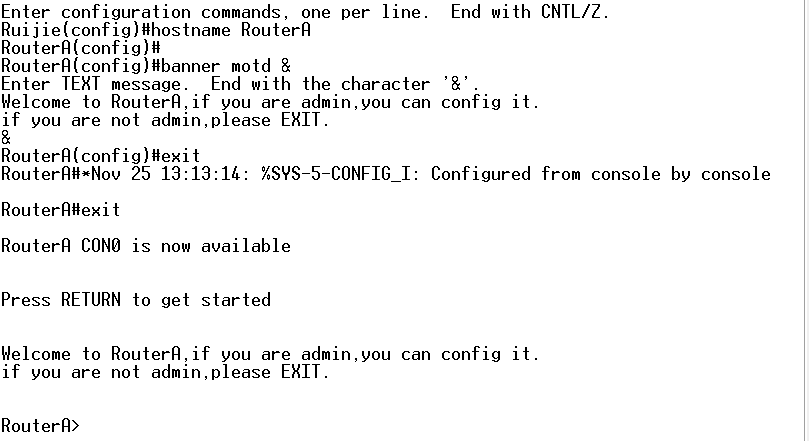 Enter configuration commands, one per line.  End with CNTL/Z.
Ruijie(config)#hostname RouterA
RouterA(config)#
RouterA(config)#banner motd &
Enter TEXT message.  End with the character '&'.
Welcome to RouterA,if you are admin,you can config it.
if you are not admin,please EXIT.
&
RouterA(config)#exit
RouterA#*Nov 25 13:13:14: %SYS-5-CONFIG_I: Configured from console by console
RouterA#exit
RouterA CON0 is now available
Press RETURN to get started
Welcome to RouterA,if you are admin,you can config it.
if you are not admin,please EXIT.
RouterA>